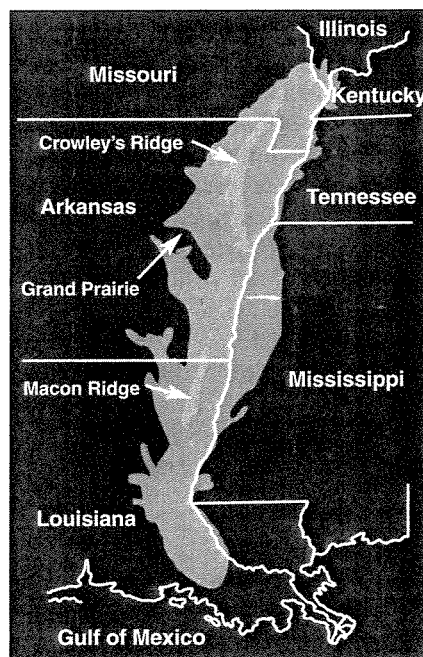 Illinois
Missouri
Kentucky
Crowley's Ridge
Tennessee
Arkansas
Grand Prairie
Mississippi
Macon Ridge
Louisiana
Gulf of Mexico